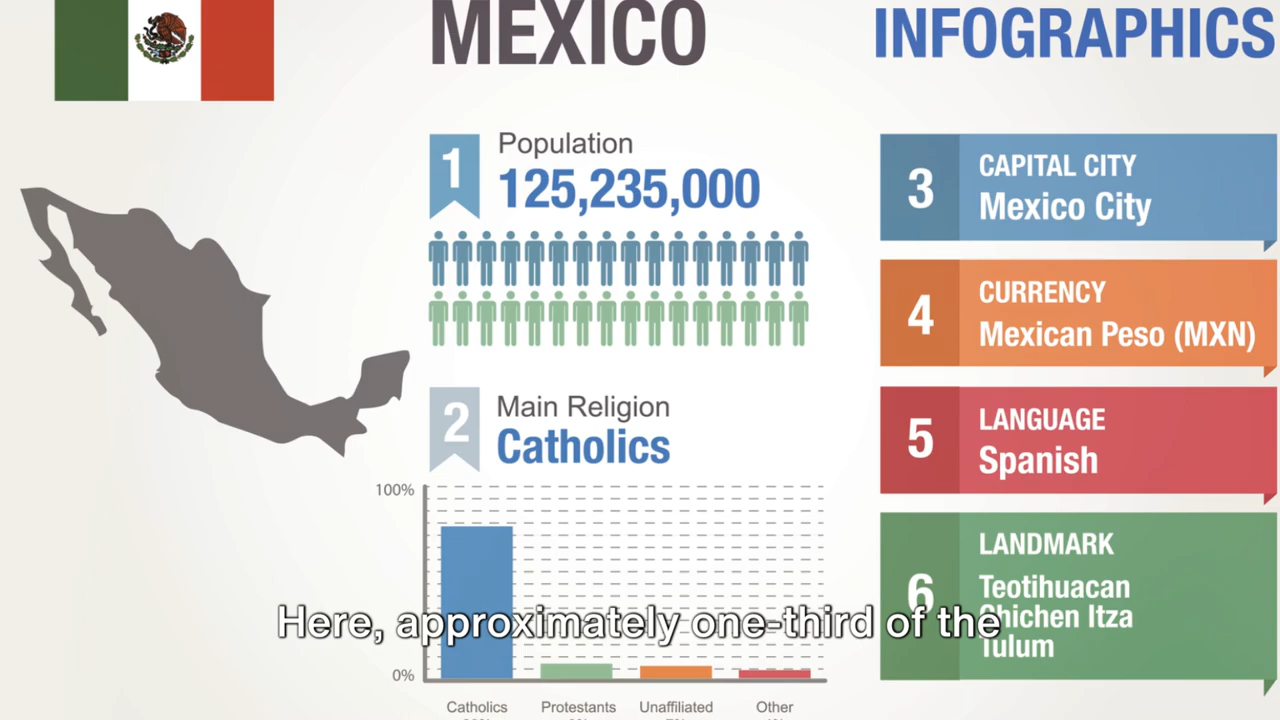 MEXICO
INFOGRAPHICS
1
Population
125,235,000
2
Main Religion
Catholics
100%
0%
Catholics
Protestants
Unaffiliated
Other
3
CAPITAL CITY
Mexico City
4
CURRENCY
Mexican Peso (MXN)
5
LANGUAGE
Spanish
6
LANDMARK
Teotihuacan
Chichen Itza
Tulum
Here, approximately one-third of the